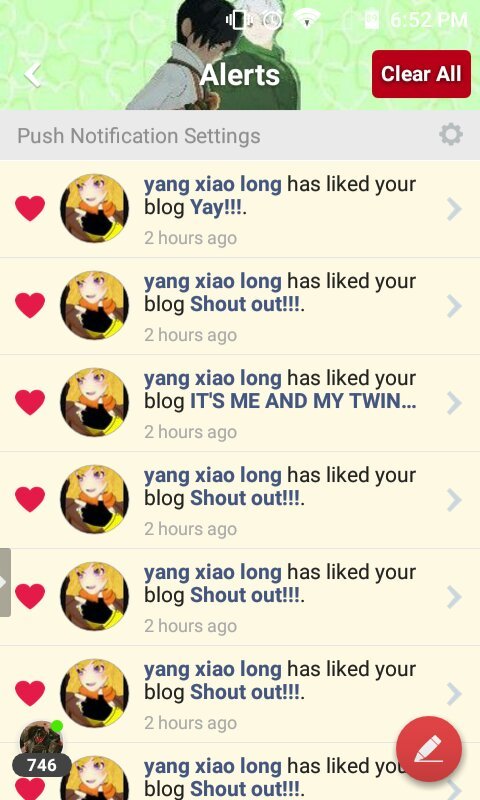 6:52 PM
Alerts
Clear All
Push Notification Settings
yang xiao long has liked your
blog Yay!!!.
2 hours ago
yang xiao long has liked your
blog Shout out!!!.
2 hours ago
yang xiao long has liked your
blog IT'S ME AND MY TWIN...
2 hours ago
yang xiao long has liked your
blog Shout out!!!.
2 hours ago
yang xiao long has liked your
blog Shout out!!!.
2 hours ago
yang xiao long has liked your
blog Shout out!!!.
2 hours ago
746
yang xiao long has liked you
blog Shout out!!!.